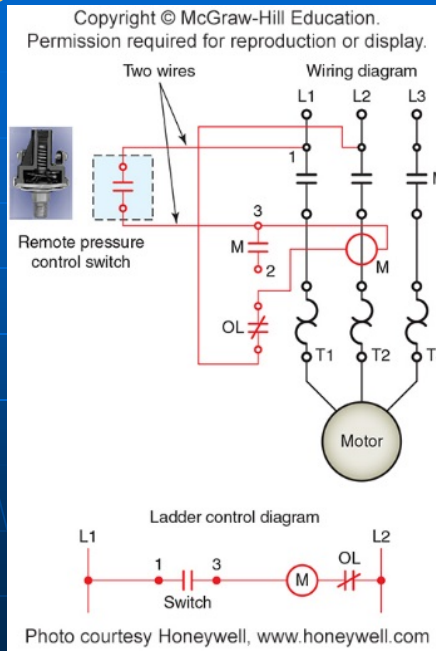 Copyright © McGraw-Hill Education.
Permission required for reproduction or display.
Two wires
Wiring diagram
L1
L2
L3
1
M
3
M
2
Remote pressure
control switch
M
OL
T1
T2
T
Motor
Ladder control diagram
L1
L2
1
3
OL
M
Switch
Photo courtesy Honeywell, www.honeywell.com